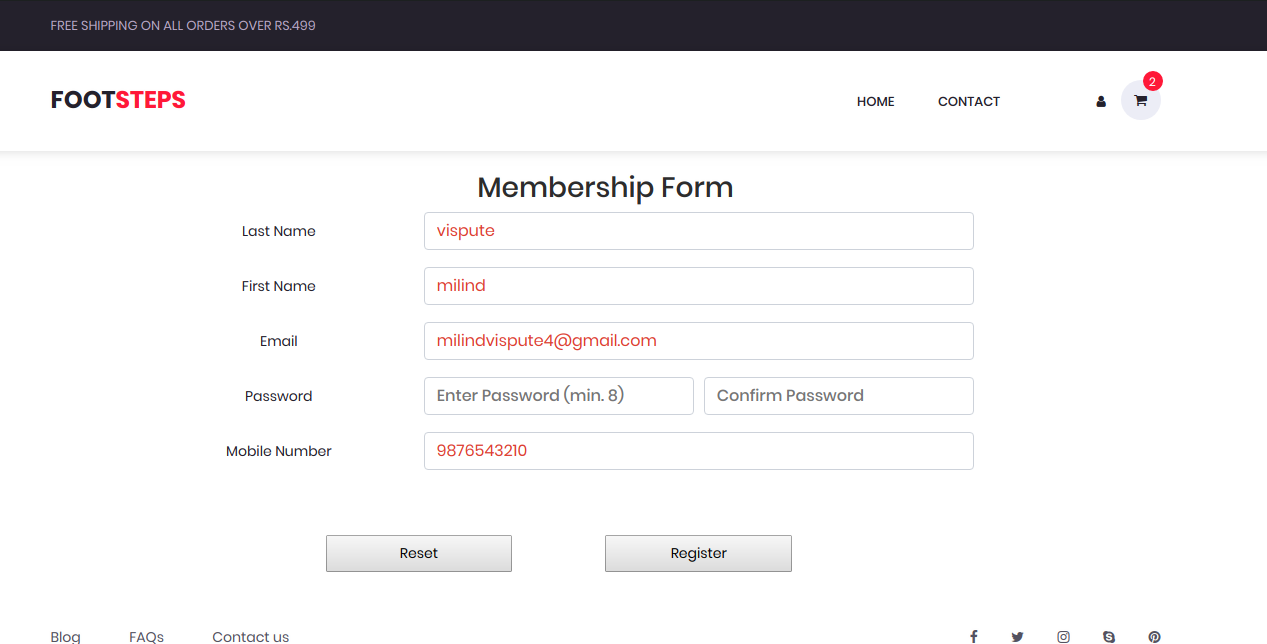 FREE SHIPPING ON ALL ORDERS OVER RS.499
FOOTSTEPS
HOME CONTACT 2
Membership Form
Last Name vispute
First Name milind
Email milindvispute4@gmail.com
Password Enter Password (min. 8) Confirm Password
Mobile Number 9876543210
Reset Register
Blog FAQs Contact us